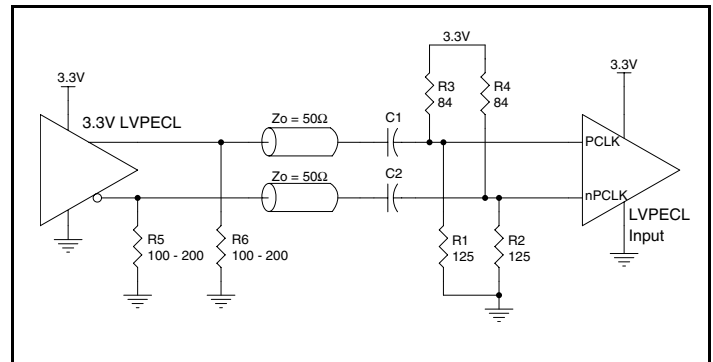 3.3V
3.3V
3.3V
R3
84
R4
84
3.3V LVPECL
Zo = 50Ω
C1
PCLK
Zo = 50Ω
C2
nPCLK
LVPECL
Input
R5
100 - 200
R6
100 - 200
R1
125
R2
125